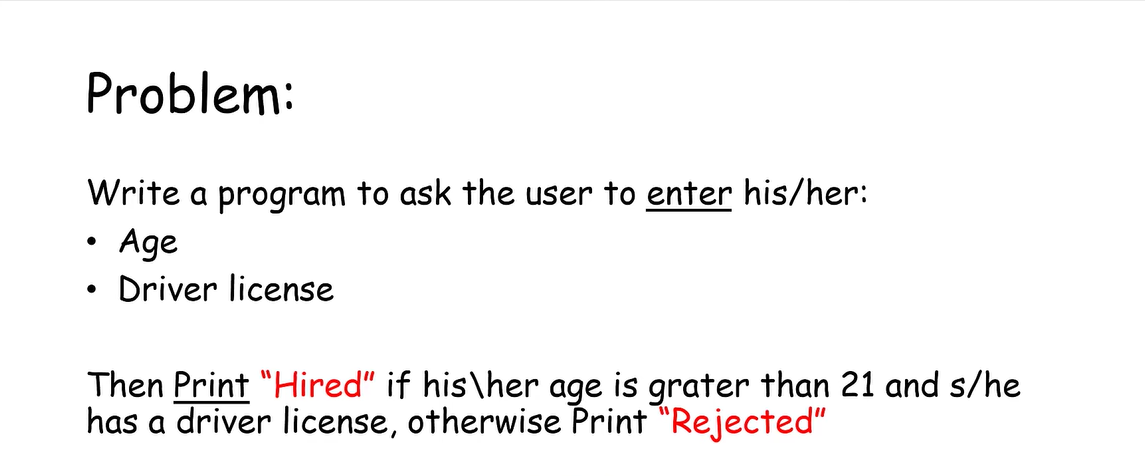 Problem:
Write a program to ask the user to enter his/her:
• Age
• Driver license
Then Print “Hired” if his\her age is grater than 21 and s/he
has a driver license, otherwise Print “Rejected”